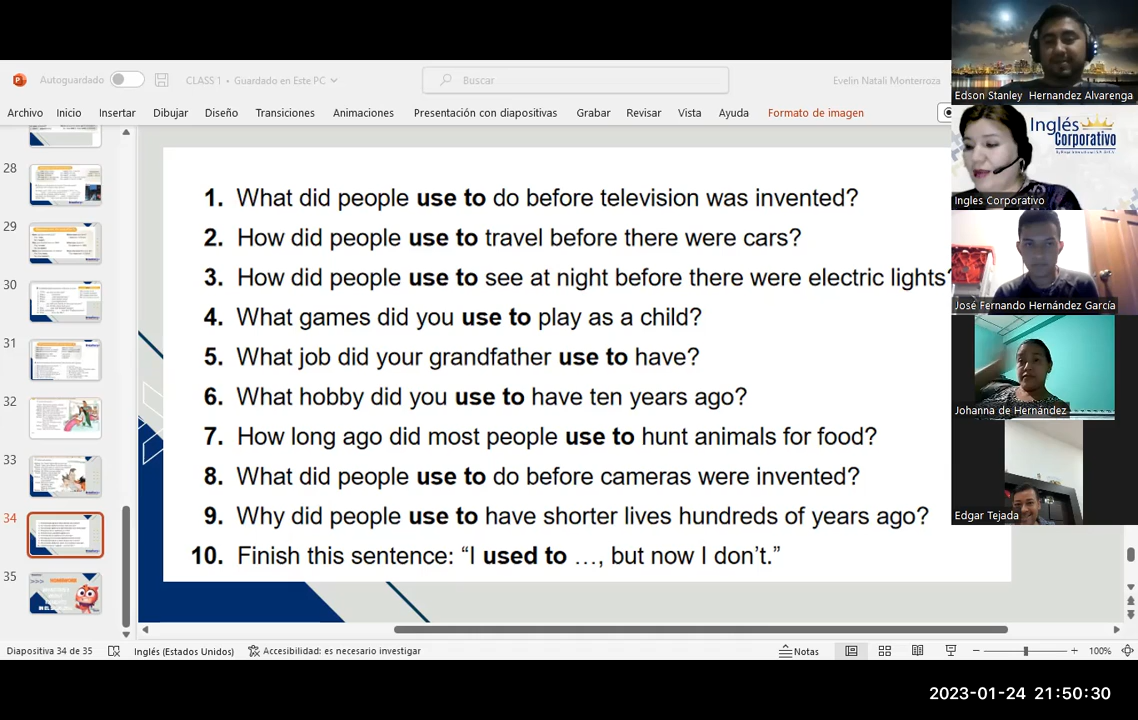 Autoguardado
CLASS 1 • Guardado en Este PC
Buscar
Evelin Natali Monterroza
Archivo Inicio Insertar Dibujar Diseño Transiciones Animaciones Presentación con diapositivas Grabar Revisar Vista Ayuda Formato de imagen
28
29
30
31
32
33
34
35
1. What did people use to do before television was invented?
2. How did people use to travel before there were cars?
3. How did people use to see at night before there were electric lights?
4. What games did you use to play as a child?
5. What job did your grandfather use to have?
6. What hobby did you use to have ten years ago?
7. How long ago did most people use to hunt animals for food?
8. What did people use to do before cameras were invented?
9. Why did people use to have shorter lives hundreds of years ago?
10. Finish this sentence: “I used to …, but now I don’t.”
Edson Stanley Hernandez Alvarenga
Inglés
Corporativo
Ingles Corporativo
José Fernando Hernández García
Johanna de Hernández
Edgar Tejada
Diapositiva 34 de 35
Inglés (Estados Unidos)
Accesibilidad: es necesario investigar
Notas
100%
2023-01-24 21:50:30